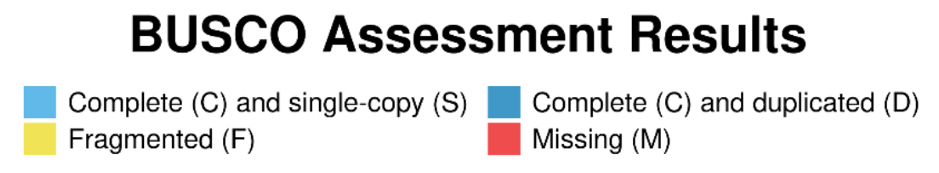 BUSCO Assessment Results
Complete (C) and single-copy (S) Complete (C) and duplicated (D)
Fragmented (F) Missing (M)